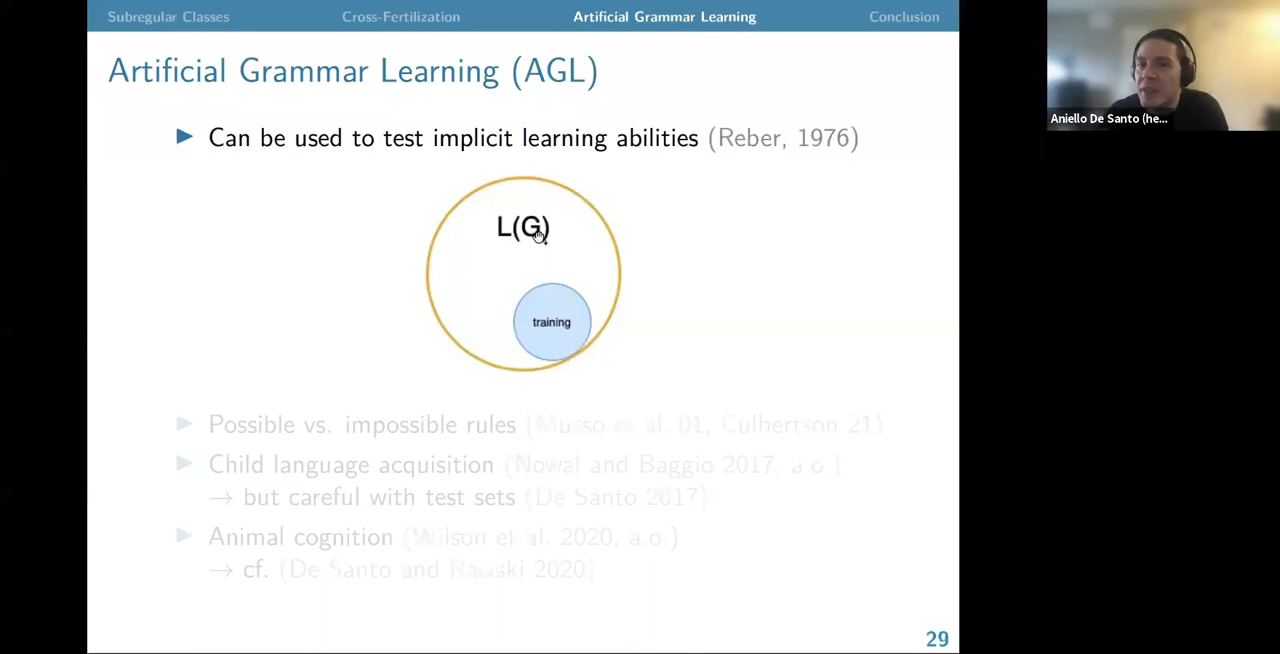 Subregular Classes Cross-Fertilization Artificial Grammar Learning Conclusion
Artificial Grammar Learning (AGL)
Can be used to test implicit learning abilities (Reber, 1976)
L(G)
training
Possible vs. impossible rules (Musso et al. 01, Culbertson 21)
Child language acquisition (Nowal and Baggio 2017, a.o.)
→ but careful with test sets (De Santo 2017)
Animal cognition (Wilson et al. 2020, a.o.)
→ cf. (De Santo and Rawski 2020)
29
Aniello De Santo (he...